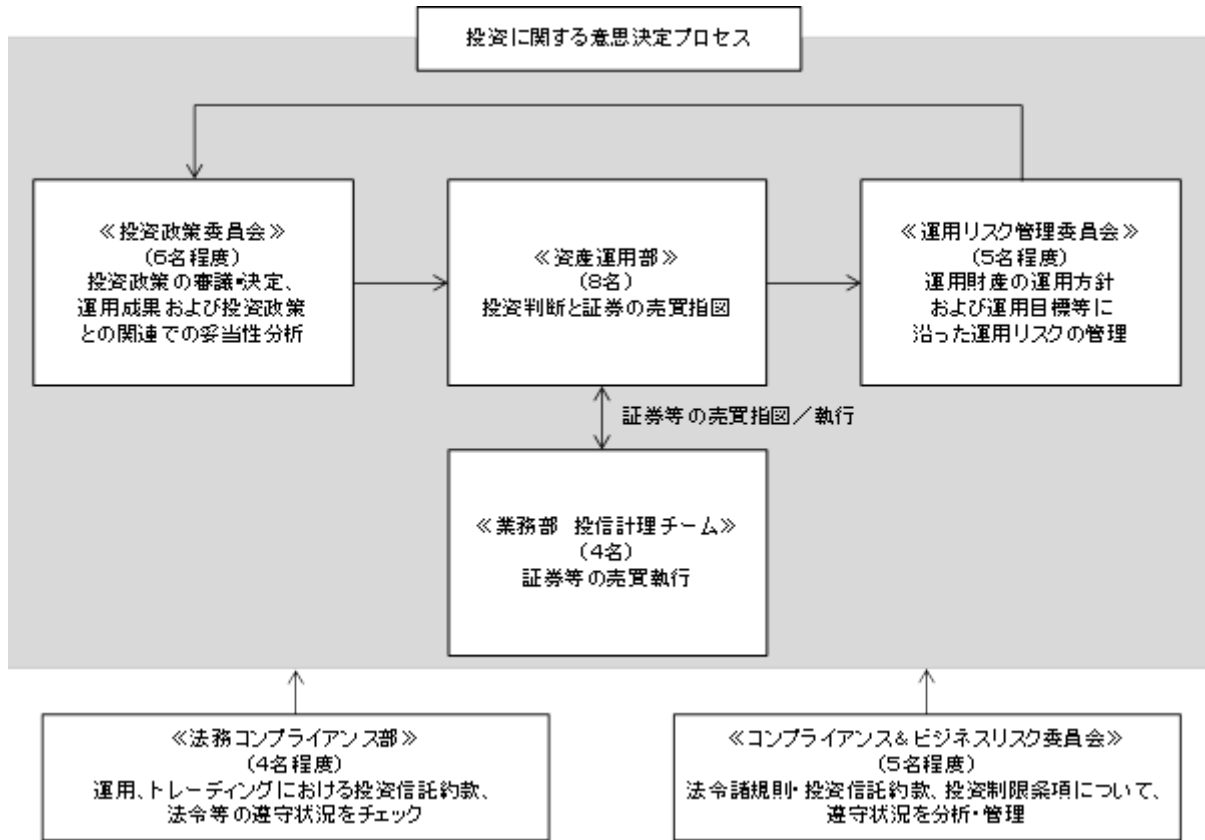 投資に関する意思決定プロセス
≪投資政策委員会≫
(6名程度)
投資政策の審議・決定、
運用成果および投資政策
との関連での妥当性分析
≪資産運用部≫
(8名)
投資判断と証券の売買指図
≪運用リスク管理委員会≫
(5名程度)
運用財産の運用方針
および運用目標等に
沿った運用リスクの管理
証券等の売買指図／執行
≪業務部　投信計理チーム≫
(4名)
証券等の売買執行
≪法務コンプライアンス部≫
(4名程度)
運用、トレーディングにおける投資信託約款、
法令等の遵守状況をチェック
≪コンプライアンス&ビジネスリスク委員会≫
(5名程度)
法令諸規則・投資信託約款、投資制限条項について、
遵守状況を分析・管理